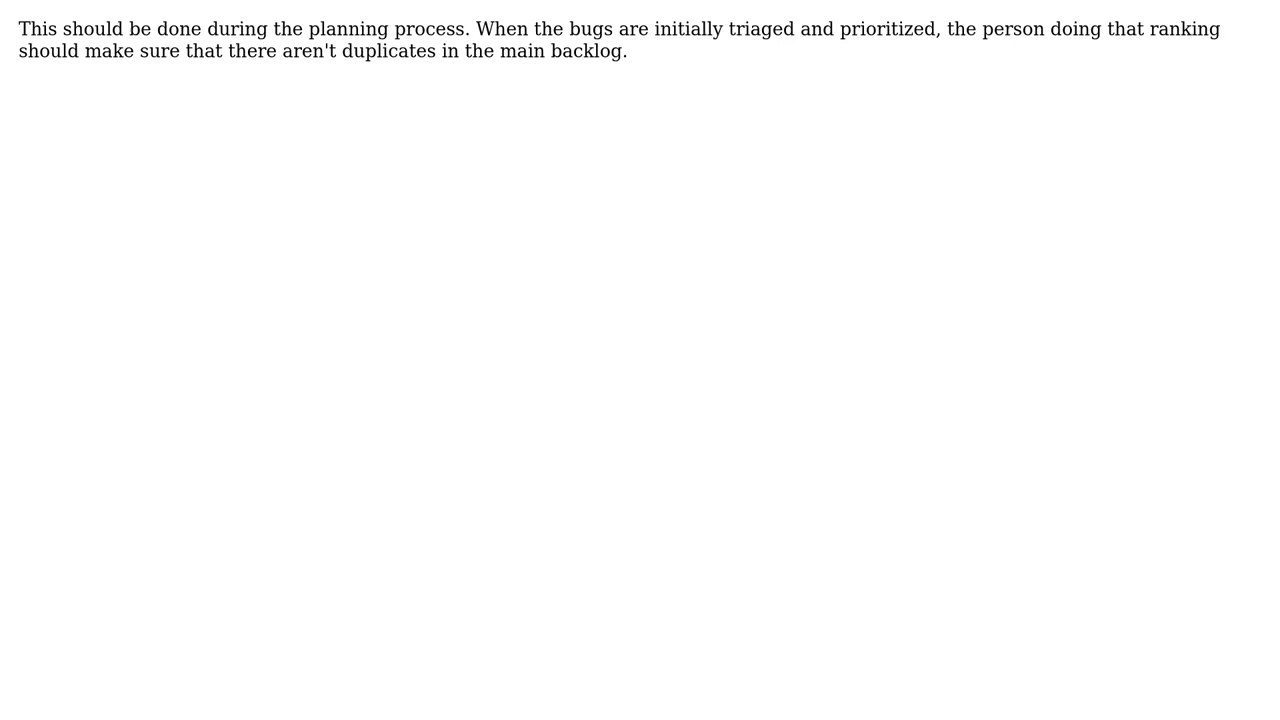 This should be done during the planning process. When the bugs are initially triaged and prioritized, the person doing that ranking
should make sure that there aren't duplicates in the main backlog.